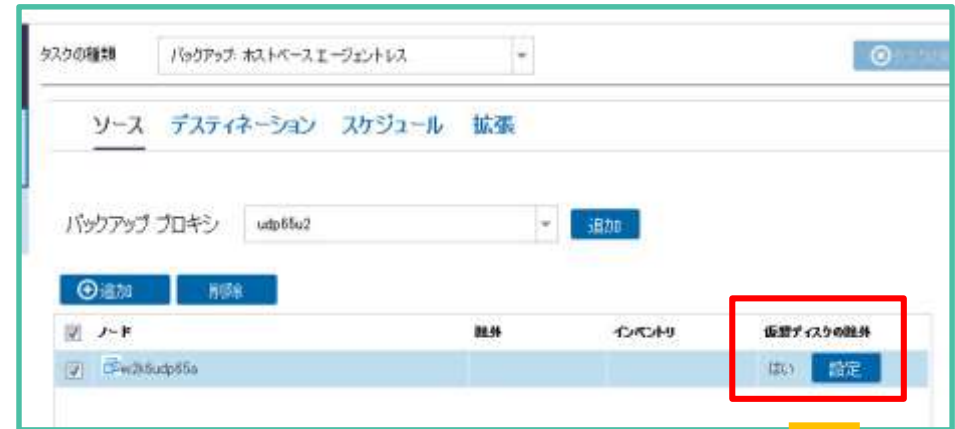 タスクの種類 バックアップ: ホストベース エージェントレス
ソース デスティネーション スケジュール 拡張
バックアップ プロキシ udp65u2 追加
追加 削除
ノード 除外 インベントリ 仮想ディスクの除外
はい 設定